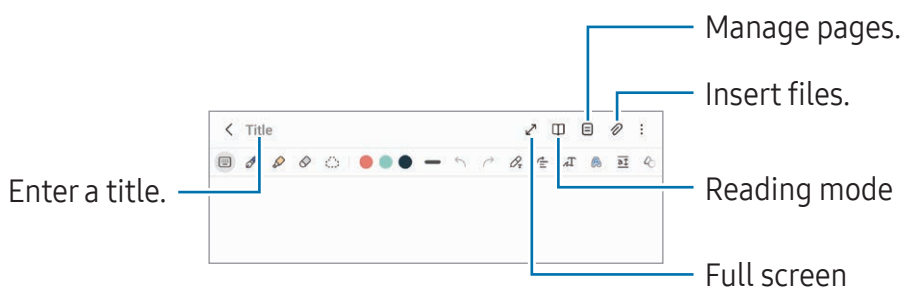 Manage pages.
Insert files.
Title
Enter a title.
Reading mode
Full screen